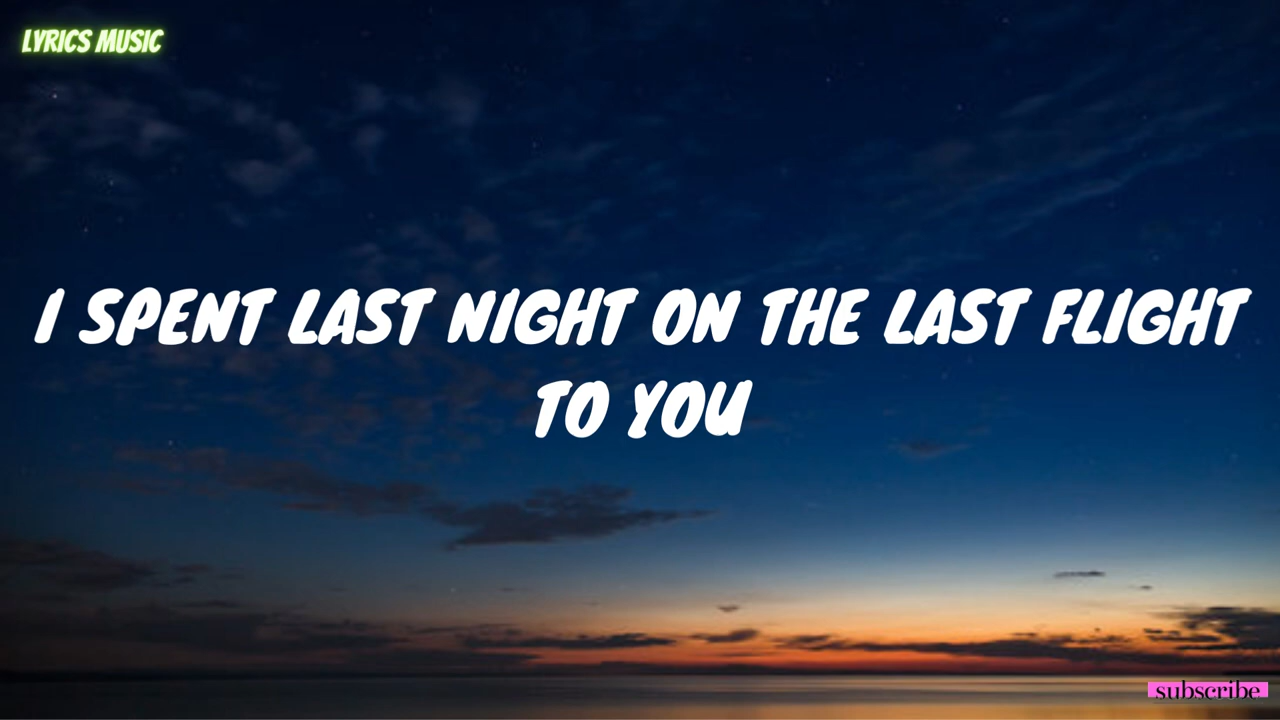 LYRICS MUSIC
I SPENT LAST NIGHT ON THE LAST FLIGHT
TO YOU
subscribe